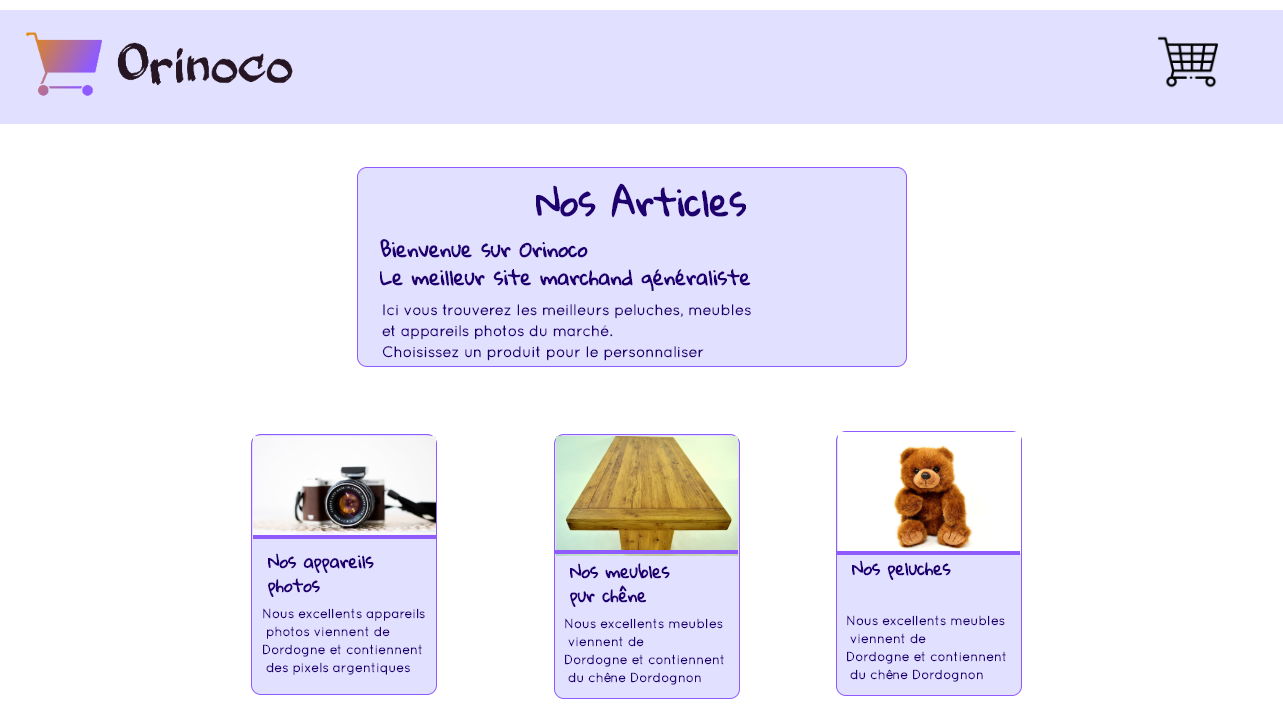 Orinoco
Nos Articles
Bienvenue sur Orinoco
Le meilleur site marchand généraliste
Ici vous trouverez les meilleurs peluches, meubles
et appareils photos du marché.
Choisissez un produit pour le personnaliser
Nos appareils
photos
Nous excellents appareils
photos viennent de
Dordogne et contiennent
des pixels argentiques
Nos meubles
pur chêne
Nous excellents meubles
viennent de
Dordogne et contiennent
du chêne Dordognon
Nos peluches
Nous excellents meubles
viennent de
Dordogne et contiennent
du chêne Dordognon